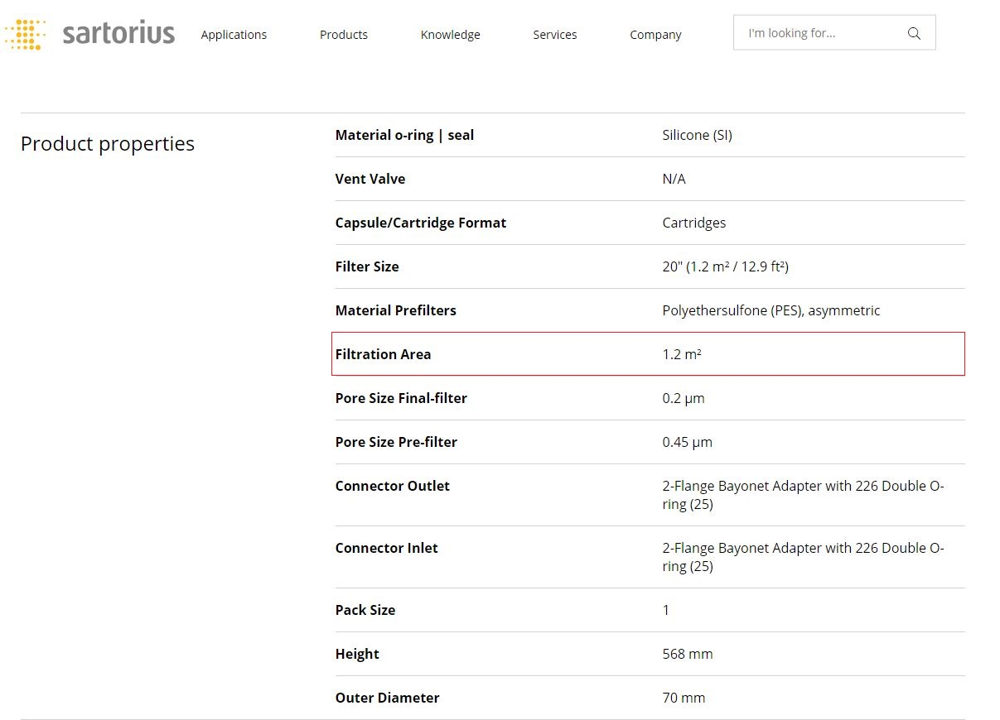 sartorius Applications Products Knowledge Services Company I'm looking for...
Product properties
Material o-ring | seal Silicone (SI)
Vent Valve N/A
Capsule/Cartridge Format Cartridges
Filter Size 20" (1.2 m² / 12.9 ft²)
Material Prefilters Polyethersulfone (PES), asymmetric
Filtration Area 1.2 m²
Pore Size Final-filter 0.2 µm
Pore Size Pre-filter 0.45 µm
Connector Outlet 2-Flange Bayonet Adapter with 226 Double O-
ring (25)
Connector Inlet 2-Flange Bayonet Adapter with 226 Double O-
ring (25)
Pack Size 1
Height 568 mm
Outer Diameter 70 mm